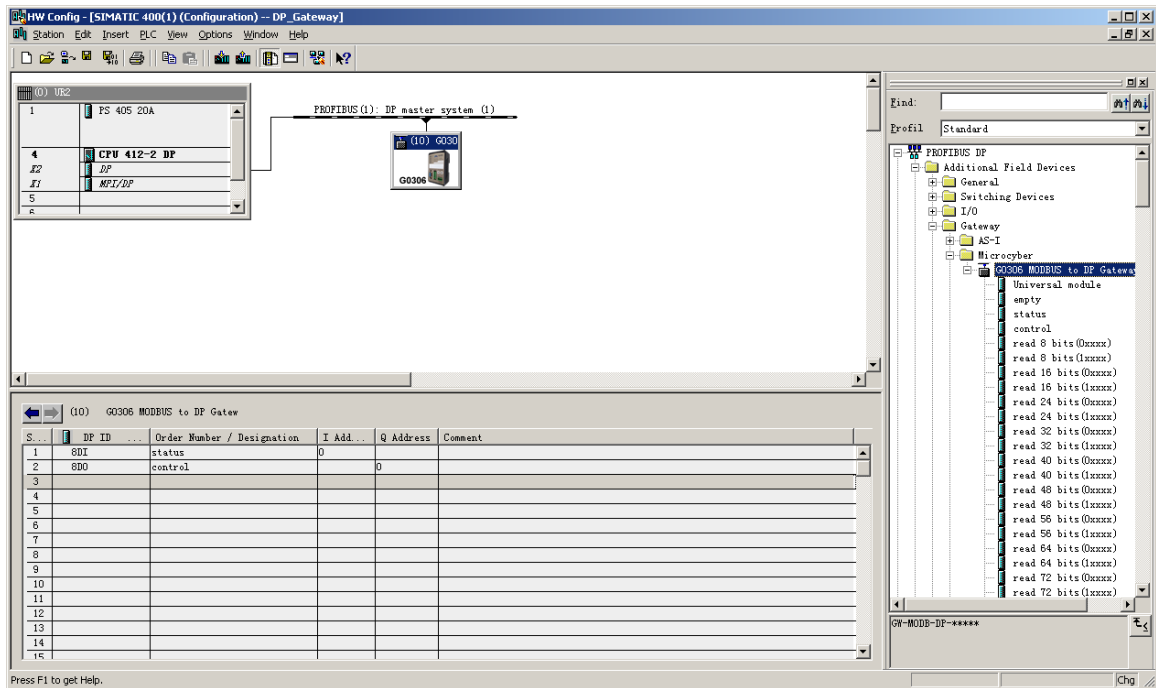 HW Config - [SIMATIC 400(1) (Configuration) -- DP_Gateway]
Station Edit Insert PLC View Options Window Help
(0) UR2
1 PS 405 20A
4 CPU 412-2 DP
X2 DP
X1 MPI/DP
5
6
PROFIBUS(1): DP master system (1)
(10) G030
G0306
Find:
Profil Standard
PROFIBUS DP
Additional Field Devices
General
Switching Devices
I/O
Gateway
AS-I
Microcyber
G0306 MODBUS to DP Gateway
Universal module
empty
status
control
read 8 bits(0xxxx)
read 8 bits(1xxxx)
read 16 bits(0xxxx)
read 16 bits(1xxxx)
read 24 bits(0xxxx)
read 24 bits(1xxxx)
read 32 bits(0xxxx)
read 32 bits(1xxxx)
read 40 bits(0xxxx)
read 40 bits(1xxxx)
read 48 bits(0xxxx)
read 48 bits(1xxxx)
read 56 bits(0xxxx)
read 56 bits(1xxxx)
read 64 bits(0xxxx)
read 64 bits(1xxxx)
read 72 bits(0xxxx)
read 72 bits(1xxxx)
GW-MODB-DP-*****
(10) G0306 MODBUS to DP Gatew
S... DP ID ... Order Number / Designation I Add... Q Address Comment
1 8DI status 0
2 8DO control 0
3
4
5
6
7
8
9
10
11
12
13
14
15
Press F1 to get Help.
Chg